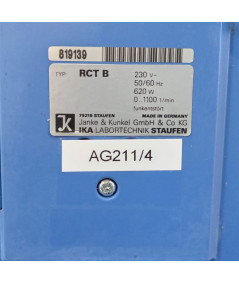 819139
TYP RCT B 230 V~
50/60 Hz
620 W
0...1100 1/min
funkentstört
79219 STAUFEN MADE IN GERMANY
Janke & Kunkel GmbH & Co KG
IKA LABORTECHNIK STAUFEN
AG211/4